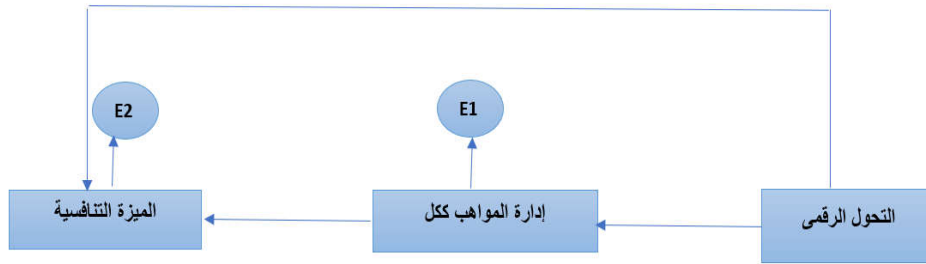 E2
E1
الميزة التنافسية
إدارة المواهب ككل
التحول الرقمى